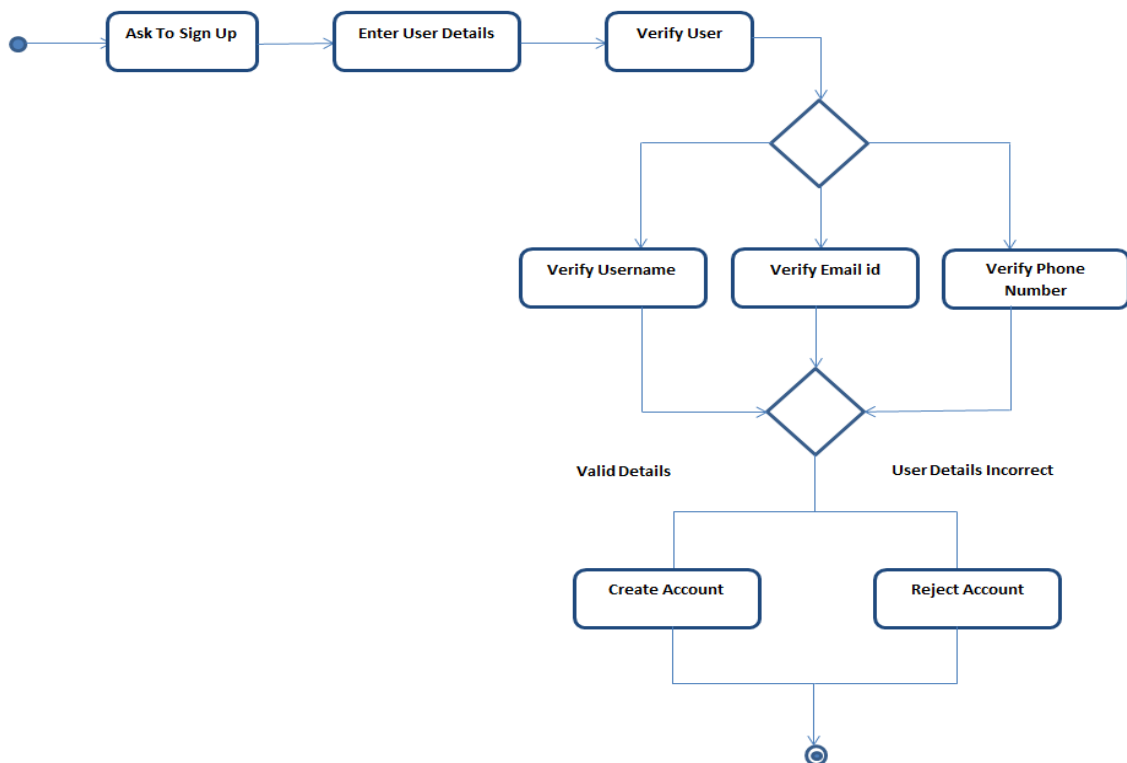 Ask To Sign Up
Enter User Details
Verify User
Verify Username
Verify Email id
Verify Phone
Number
Valid Details
User Details Incorrect
Create Account
Reject Account